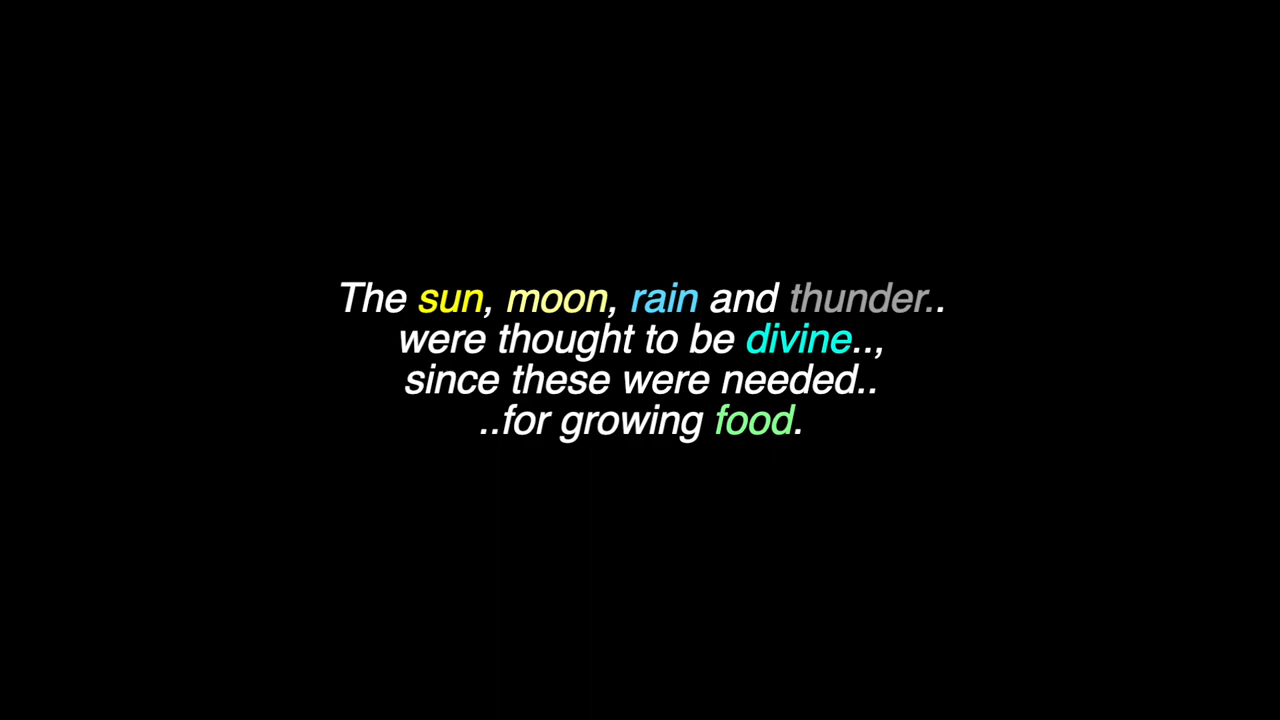 The sun, moon, rain and thunder..
were thought to be divine..,
since these were needed..
..for growing food.